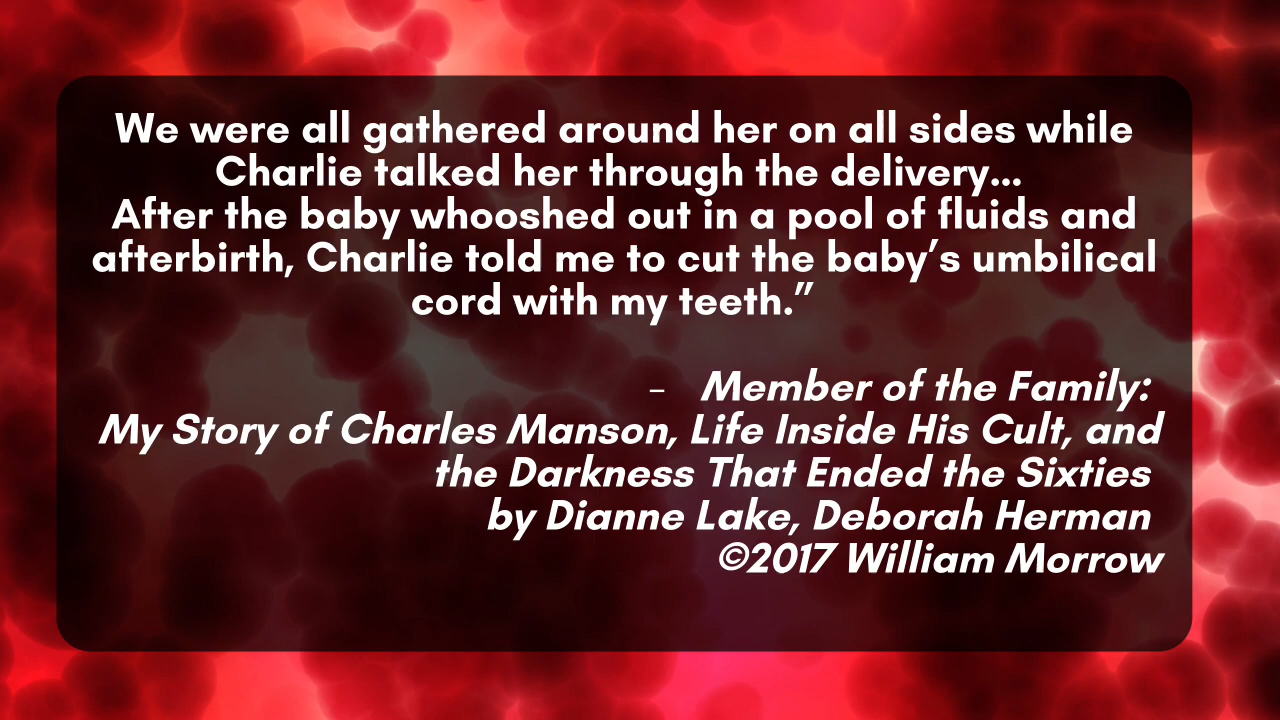 We were all gathered around her on all sides while
Charlie talked her through the delivery...
After the baby whooshed out in a pool of fluids and
afterbirth, Charlie told me to cut the baby's umbilical
cord with my teeth.”
- Member of the Family:
My Story of Charles Manson, Life Inside His Cult, and
the Darkness That Ended the Sixties
by Dianne Lake, Deborah Herman
©2017 William Morrow